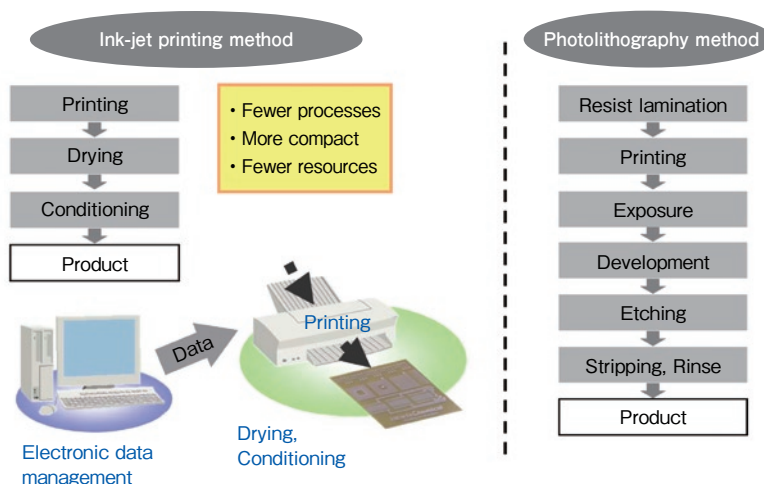 Ink-jet printing method
Printing
Drying
Conditioning
Product
・Fewer processes
・More compact
・Fewer resources
Data
Printing
Electronic data
management
Drying,
Conditioning
Photolithography method
Resist lamination
Printing
Exposure
Development
Etching
Stripping, Rinse
Product